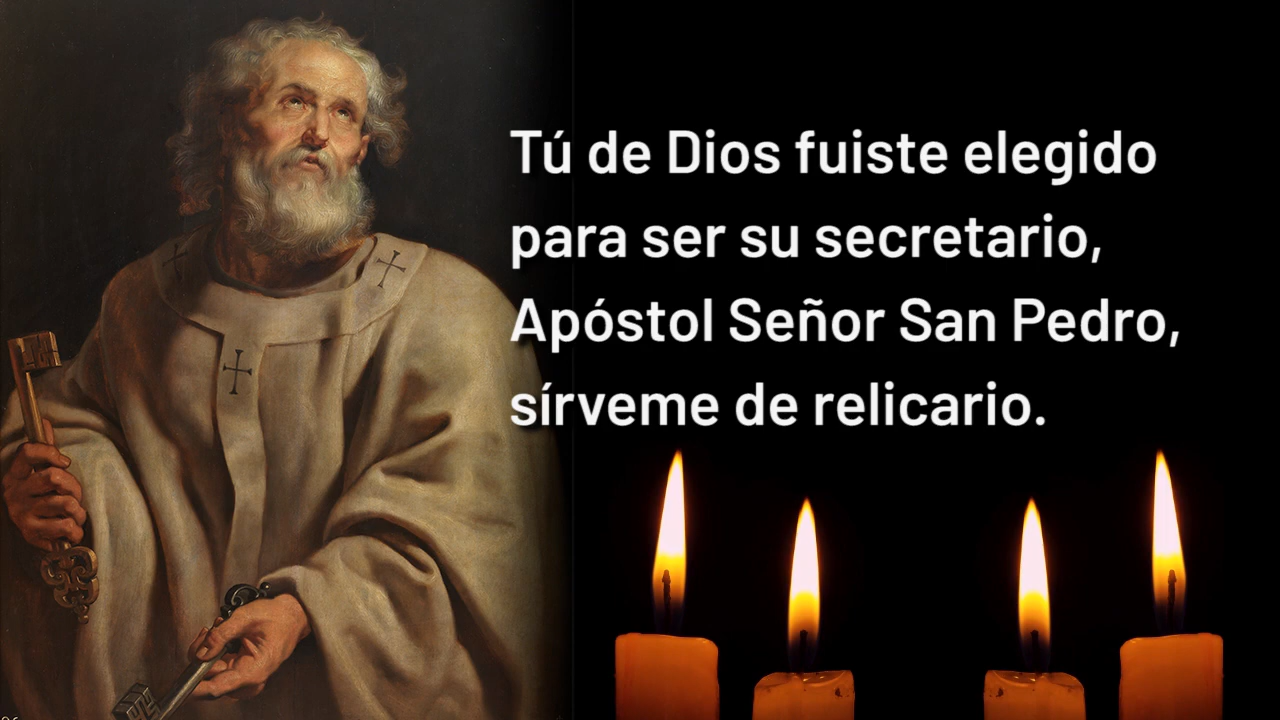 Tú de Dios fuiste elegido
para ser su secretario,
Apóstol Señor San Pedro,
sírveme de relicario.